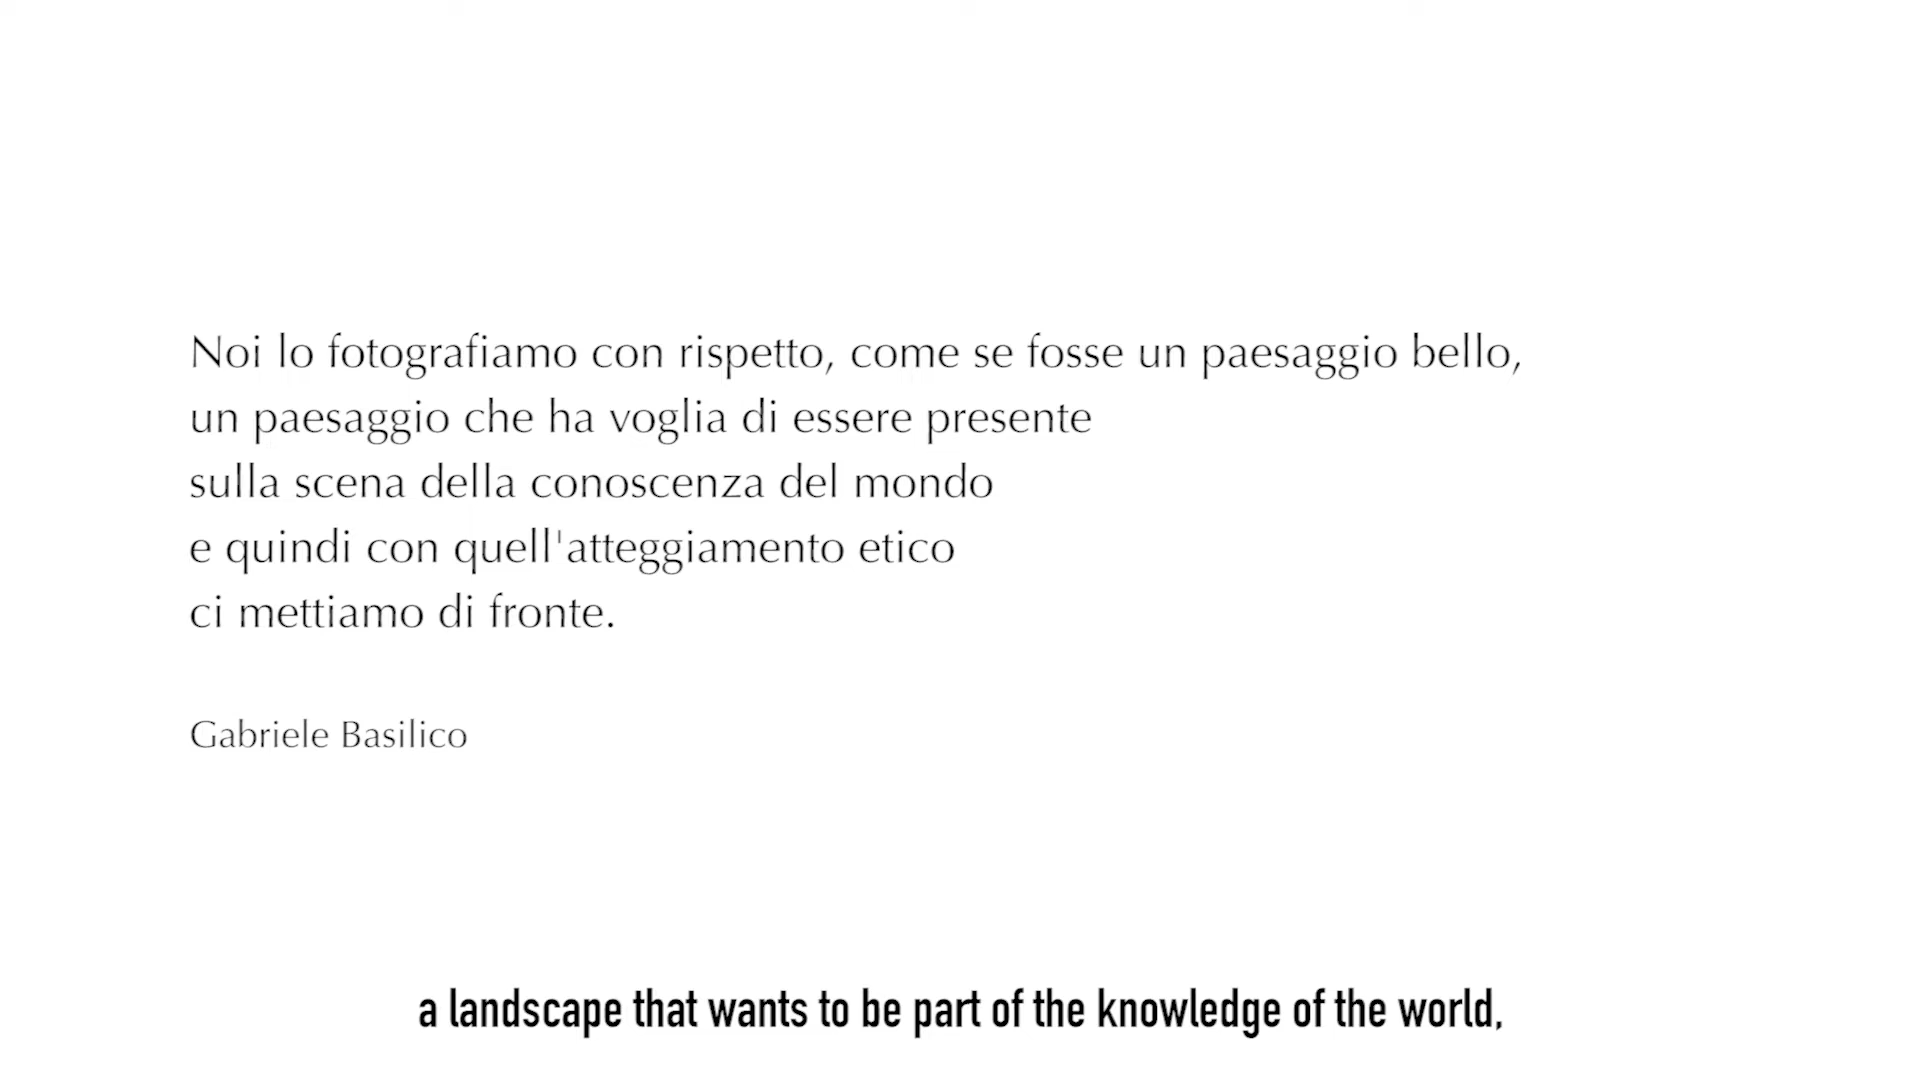 Noi lo fotografiamo con rispetto, come se fosse un paesaggio bello,
un paesaggio che ha voglia di essere presente
sulla scena della conoscenza del mondo
e quindi con quell'atteggiamento etico
ci mettiamo di fronte.
Gabriele Basilico
a landscape that wants to be part of the knowledge of the world,